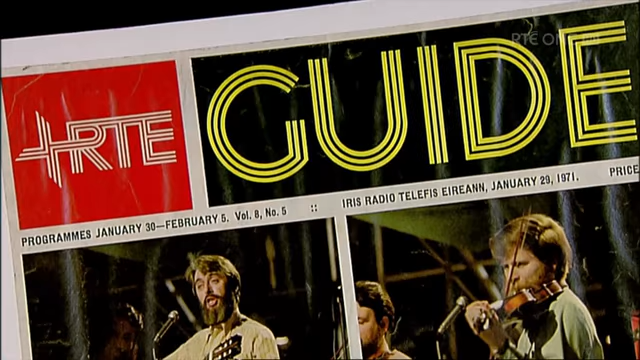 RTÉ ONE
RTE
GUIDE
PROGRAMMES JANUARY 30—FEBRUARY 5. Vol. 8, No. 5 :: IRIS RADIO TELEFIS EIREANN, JANUARY 29, 1971. PRICE